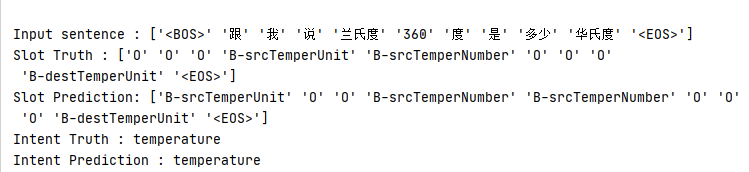 Input sentence : ['<BOS>' '跟' '我' '说' '兰氏度' '360' '度' '是' '多少' '华氏度' '<EOS>']
Slot Truth : ['O' 'O' 'O' 'B-srcTemperUnit' 'B-srcTemperNumber' 'O' 'O' 'O'
'B-destTemperUnit' '<EOS>']
Slot Prediction: ['B-srcTemperUnit' 'O' 'O' 'B-srcTemperNumber' 'B-srcTemperNumber' 'O' 'O'
'O' 'B-destTemperUnit' '<EOS>']
Intent Truth : temperature
Intent Prediction : temperature